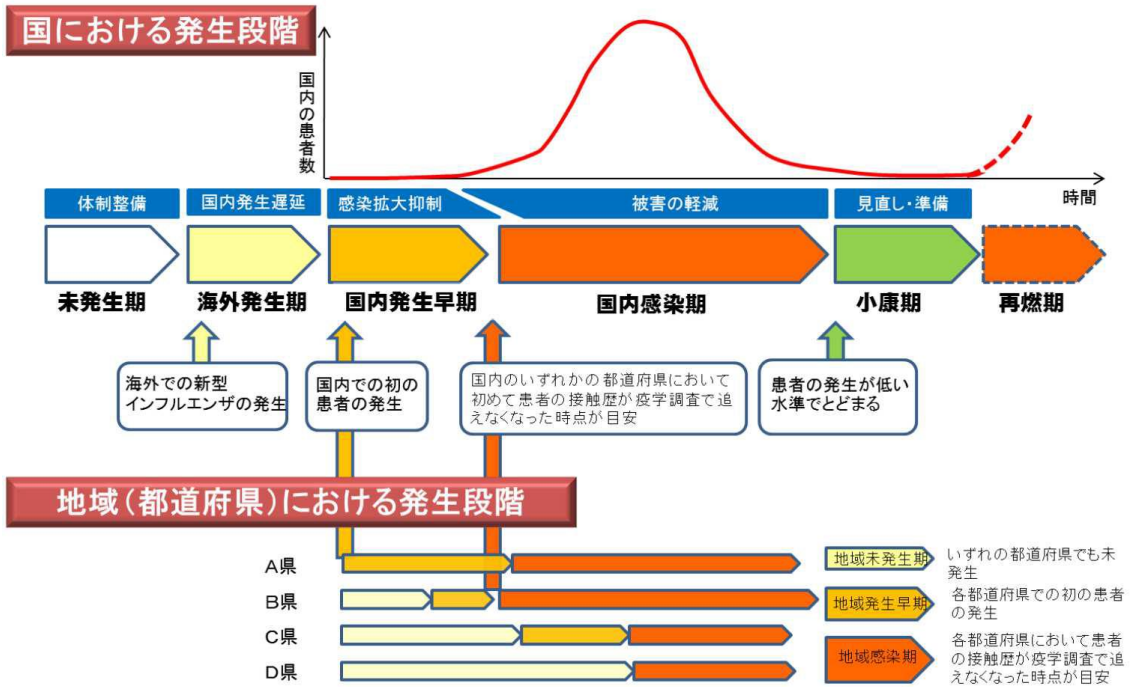 国における発生段階
国内の患者数
時間
体制整備
国内発生遅延
感染拡大抑制
被害の軽減
見直し・準備
未発生期
海外発生期
国内発生早期
国内感染期
小康期
再燃期
海外での新型
インフルエンザの発生
国内での初の
患者の発生
国内のいずれかの都道府県において
初めて患者の接触歴が疫学調査で追
えなくなった時点が目安
患者の発生が低い
水準でとどまる
地域（都道府県）における発生段階
A県
B県
C県
D県
地域未発生期
いずれの都道府県でも未
発生
地域発生早期
各都道府県での初の患者
の発生
地域感染期
各都道府県において患者
の接触歴が疫学調査で追
えなくなった時点が目安